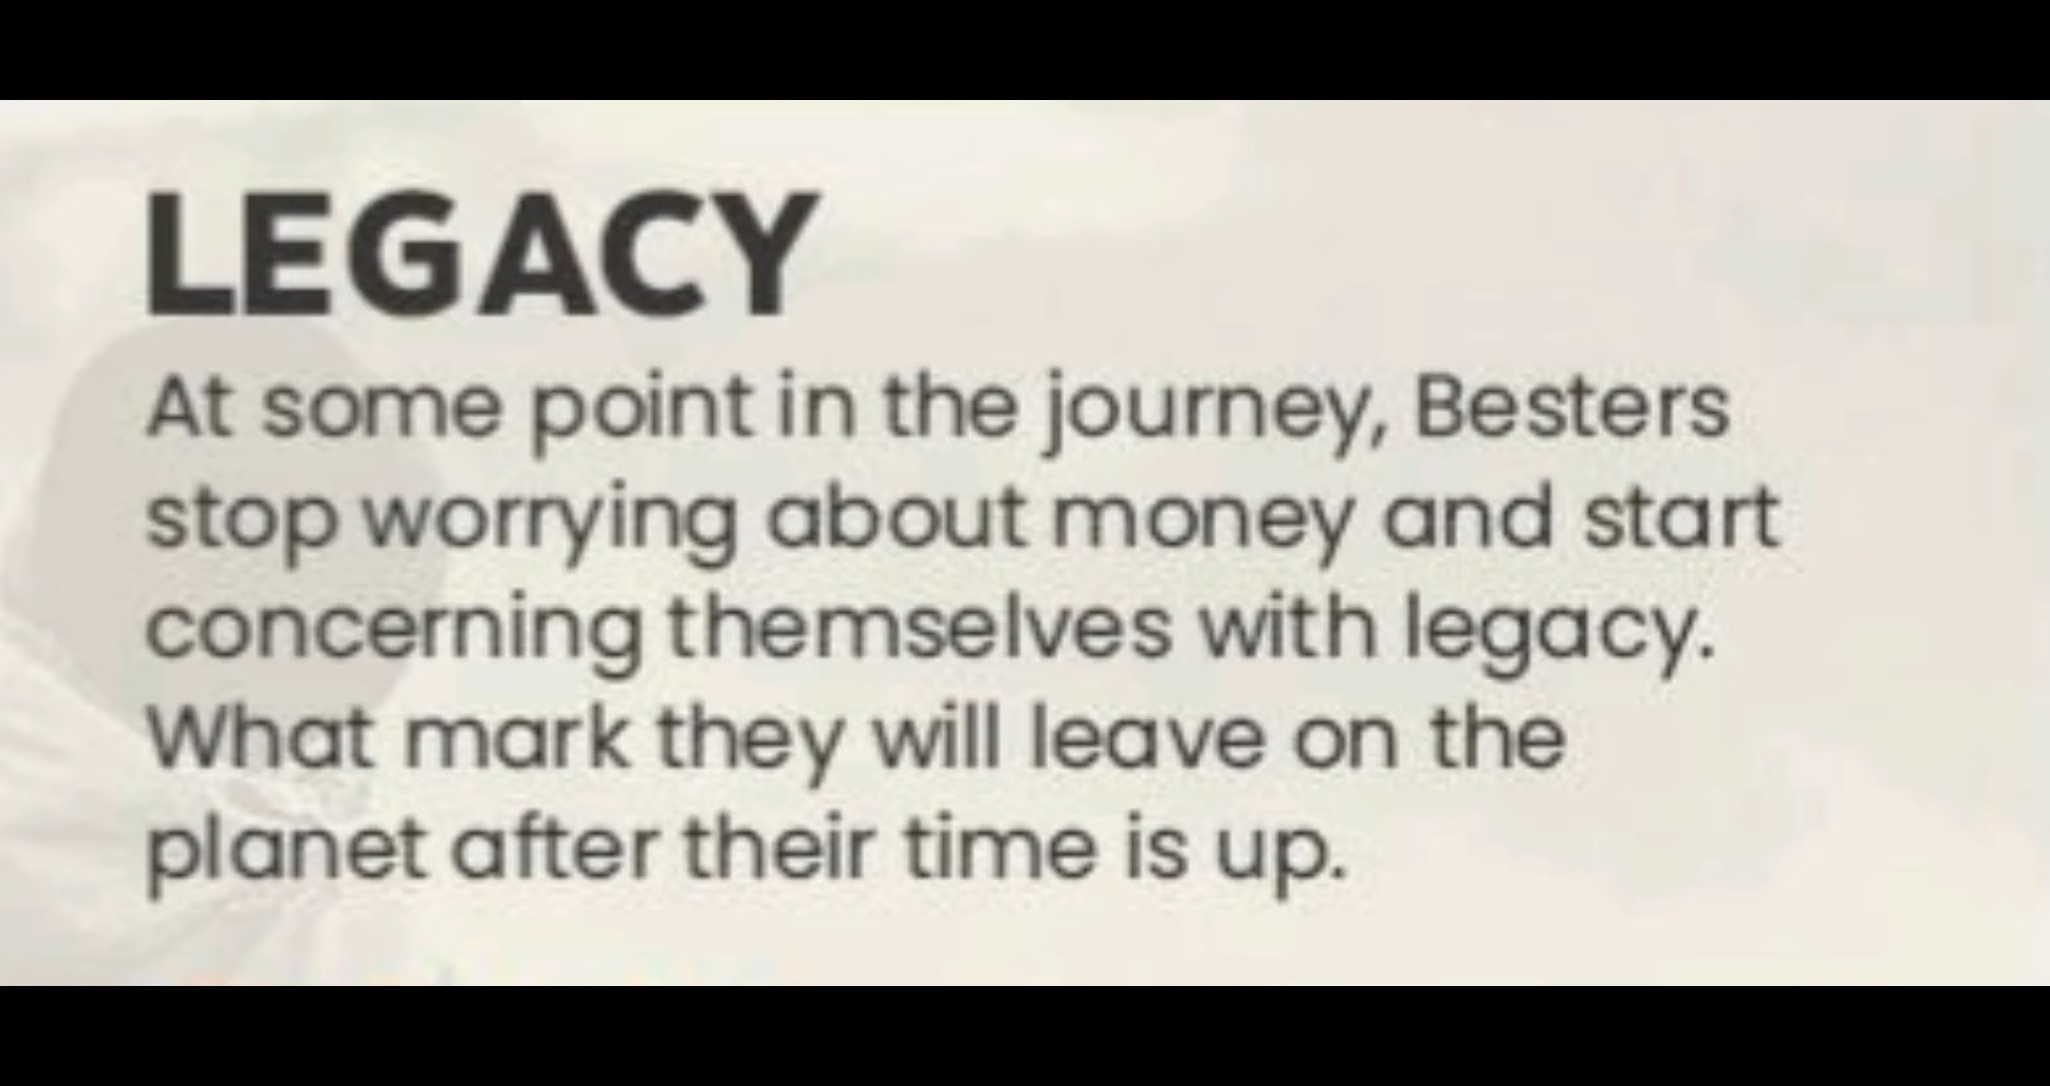 LEGACY
At some point in the journey, Besters
stop worrying about money and start
concerning themselves with legacy.
What mark they will leave on the
planet after their time is up.